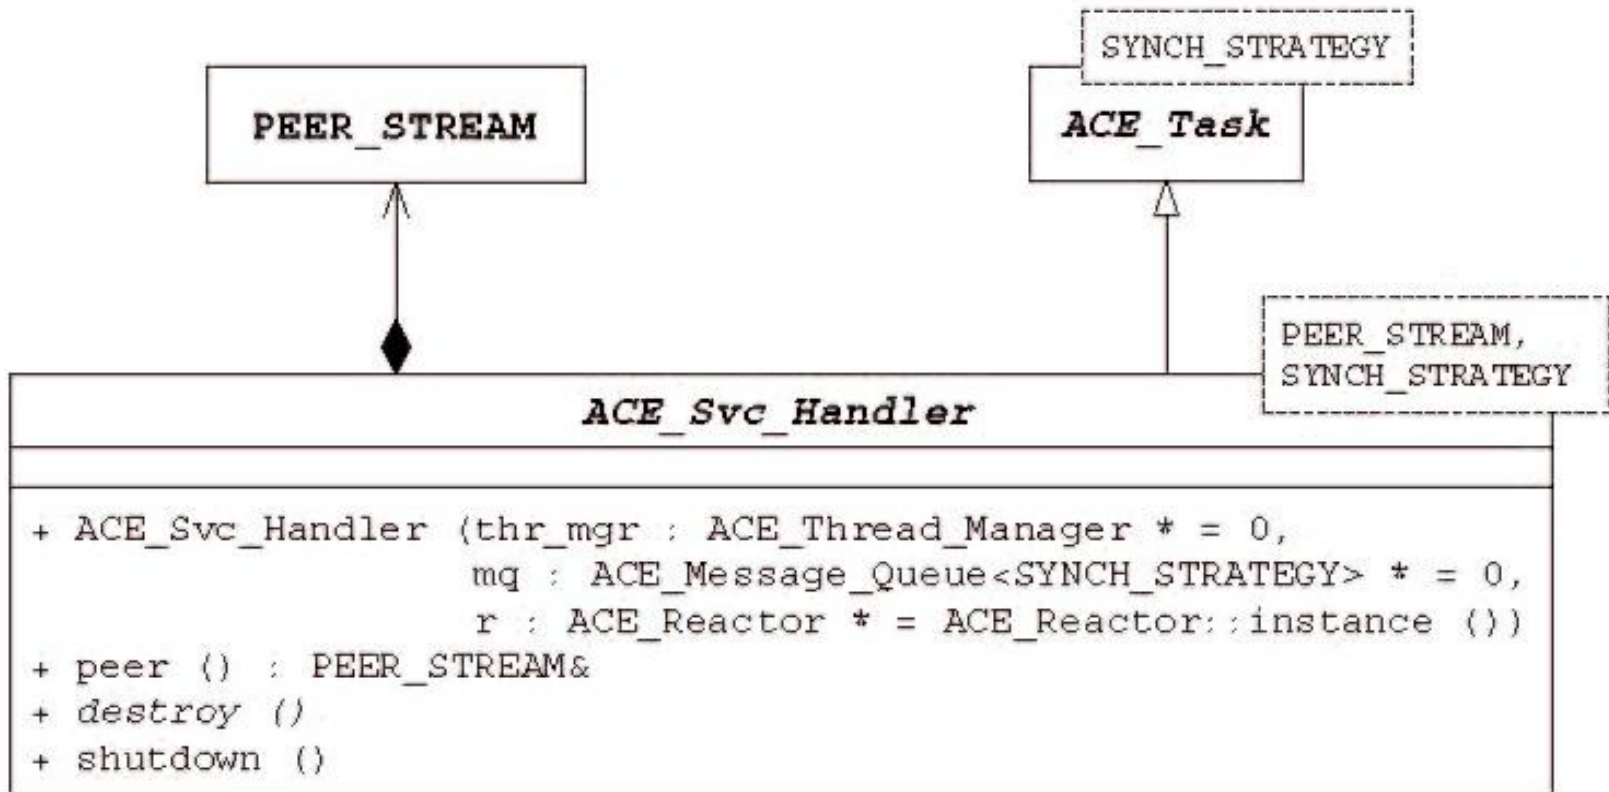 SYNCH_STRATEGY
PEER_STREAM
ACE_Task
PEER_STREAM,
SYNCH_STRATEGY
ACE_Svc_Handler
+ ACE_Svc_Handler (thr_mgr : ACE_Thread_Manager * = 0,
mq : ACE_Message_Queue<SYNCH_STRATEGY> * = 0,
r : ACE_Reactor * = ACE_Reactor::instance ())
+ peer () : PEER_STREAM&
+ destroy ()
+ shutdown ()